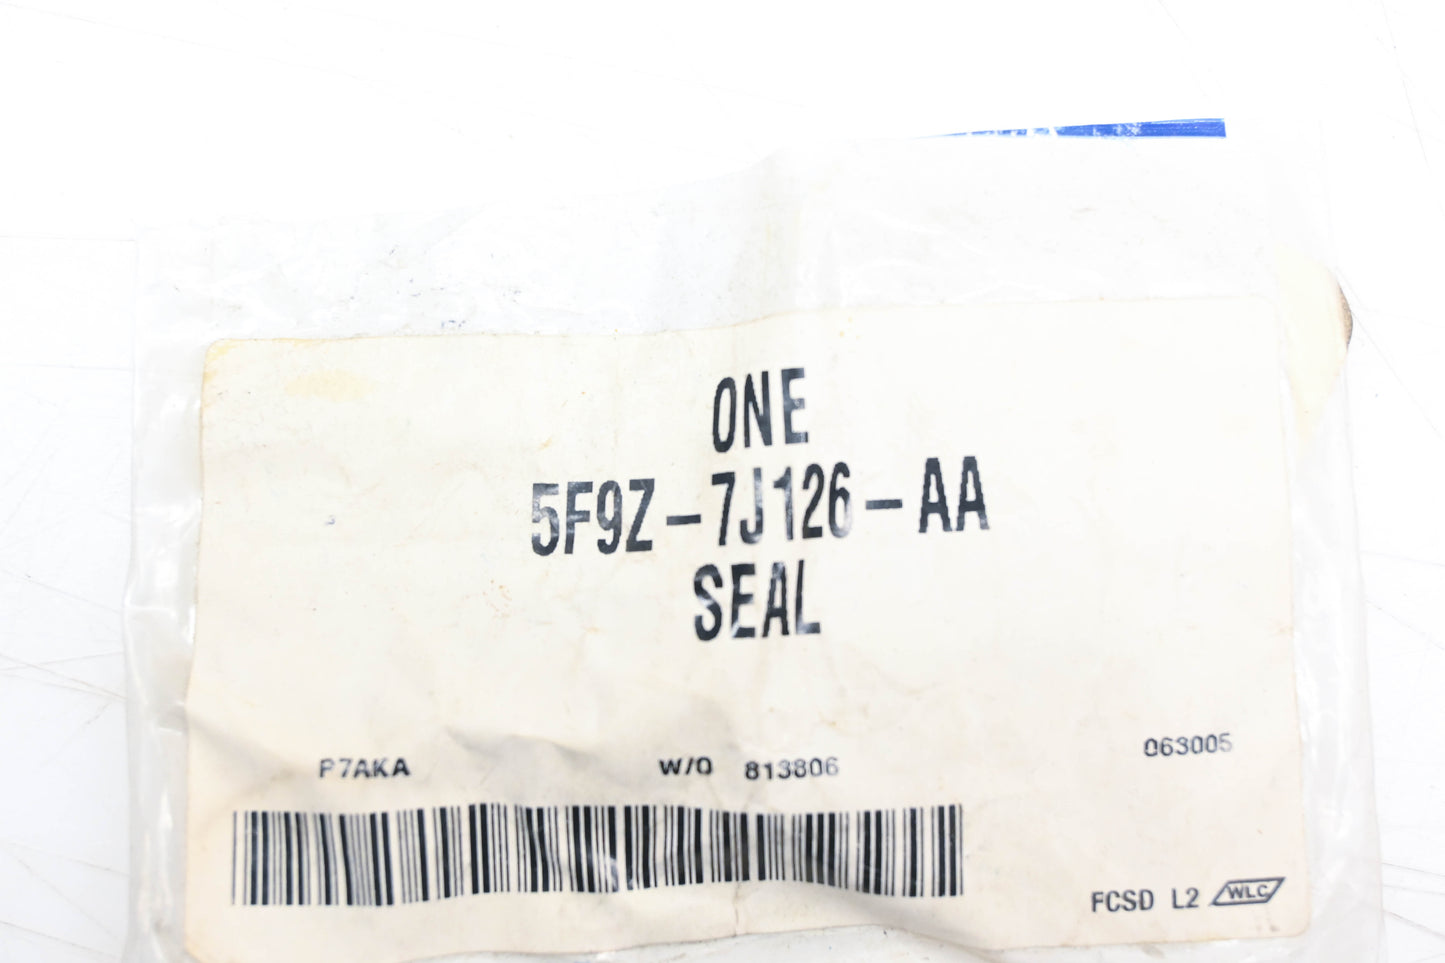 ONE
5F9Z-7J126-AA
SEAL
P7AKA W/O 813806 063005
FCSD L2 WLC